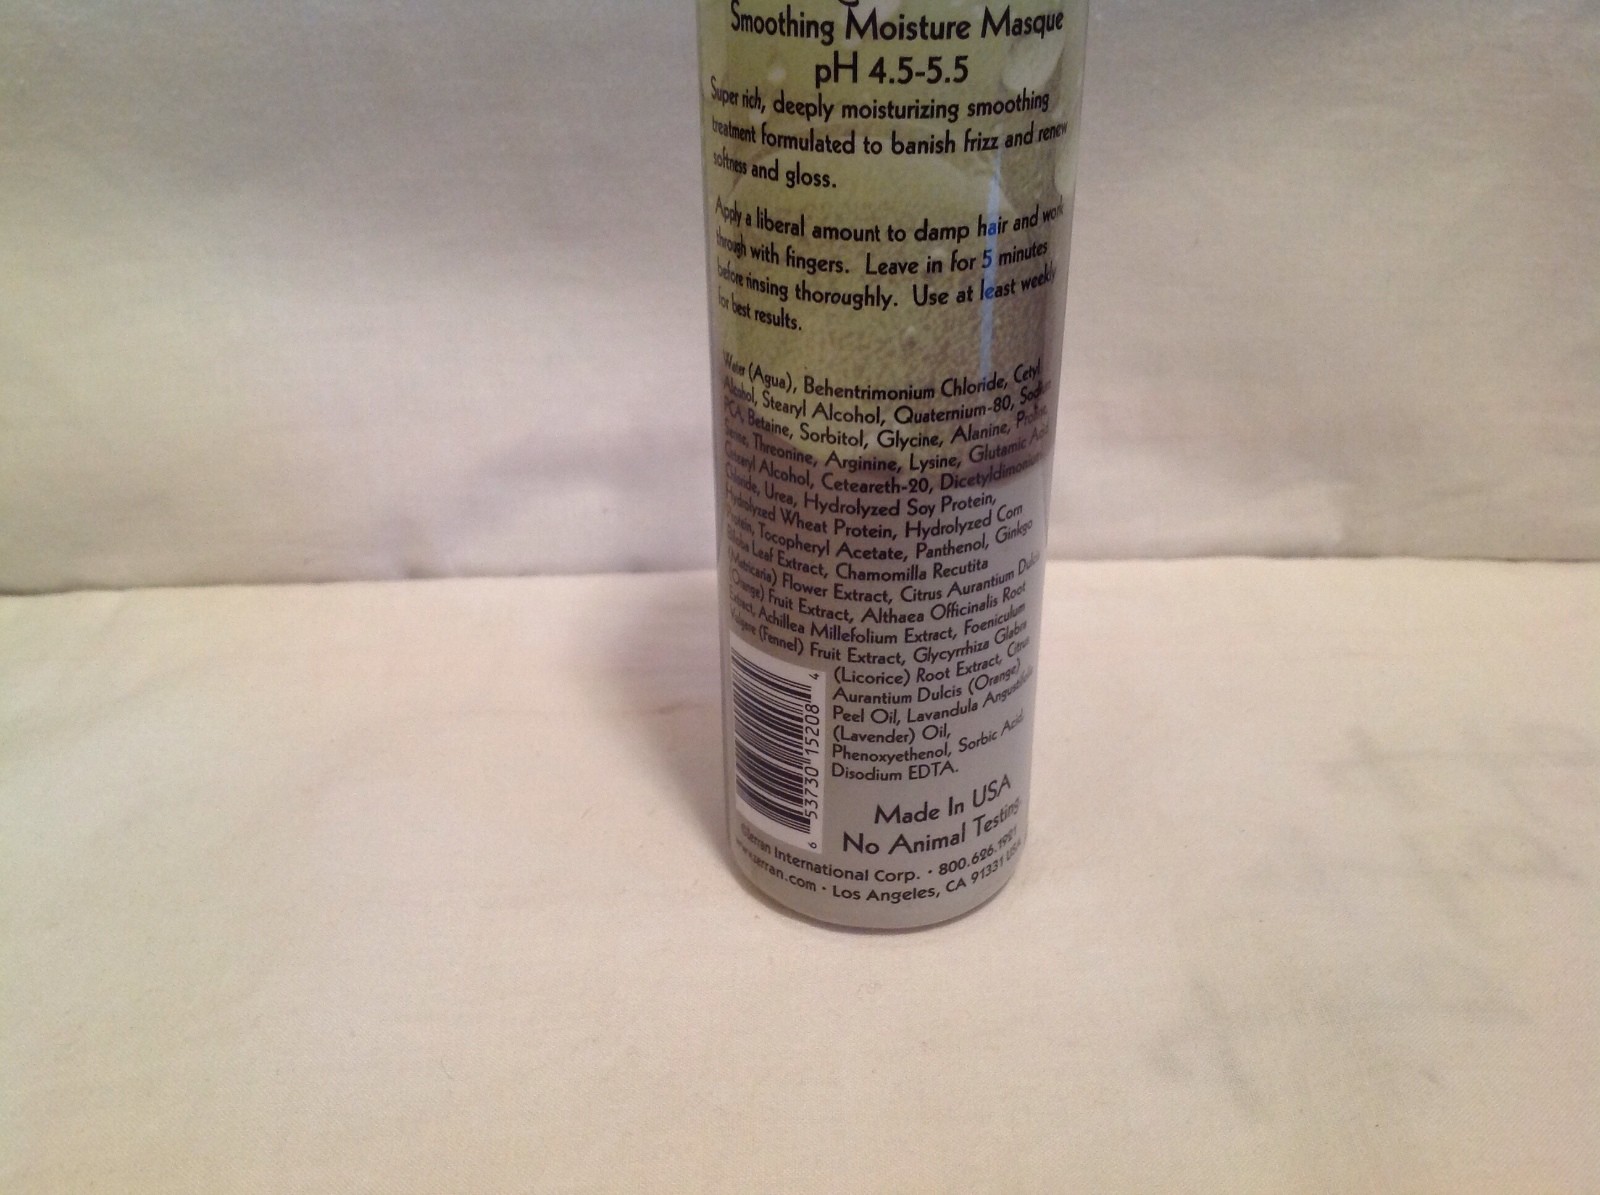 Smoothing Moisture Masque
pH 4.5-5.5
Super rich, deeply moisturizing smoothing
treatment formulated to banish frizz and renew
softness and gloss.
Apply a liberal amount to damp hair and work
through with fingers. Leave in for 5 minutes
before rinsing thoroughly. Use at least weekly
for best results.
Water (Agua), Behentrimonium Chloride, Cetyl
Alcohol, Stearyl Alcohol, Quaternium-80, Sodium
PCA, Betaine, Sorbitol, Glycine, Alanine, Proline,
Serine, Threonine, Arginine, Lysine, Glutamic Acid
Cetearyl Alcohol, Ceteareth-20, Dicetyldimonium
Chloride, Urea, Hydrolyzed Soy Protein,
Hydrolyzed Wheat Protein, Hydrolyzed Corn
Protein, Tocopheryl Acetate, Panthenol, Ginkgo
Biloba Leaf Extract, Chamomilla Recutita
(Matricaria) Flower Extract, Citrus Aurantium Dulcis
(Orange) Fruit Extract, Althaea Officinalis Root
Extract, Achillea Millefolium Extract, Foeniculum
Vulgare (Fennel) Fruit Extract, Glycyrrhiza Glabra
(Licorice) Root Extract, Citrus
Aurantium Dulcis (Orange)
Peel Oil, Lavandula Angustifolia
(Lavender) Oil,
Phenoxyethenol, Sorbic Acid,
Disodium EDTA.
6 53730 15208 4
Made In USA
No Animal Testing
International Corp. • 800.626.1921
Los Angeles, CA 91331 USA